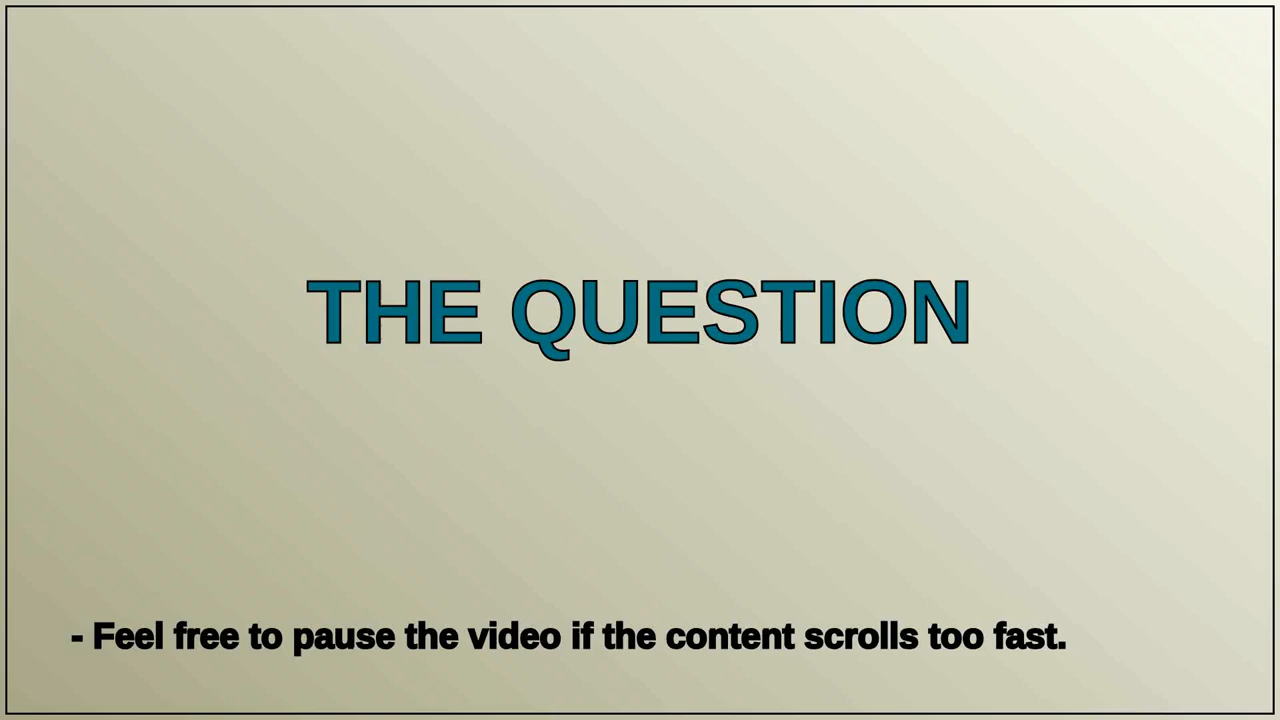 THE QUESTION
- Feel free to pause the video if the content scrolls too fast.